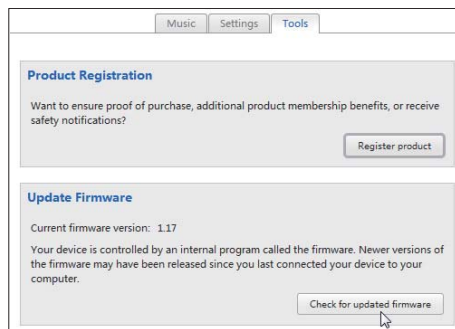 Music Settings Tools
Product Registration
Want to ensure proof of purchase, additional product membership benefits, or receive
safety notifications?
Register product
Update Firmware
Current firmware version: 1.17
Your device is controlled by an internal program called the firmware. Newer versions of
the firmware may have been released since you last connected your device to your
computer.
Check for updated firmware